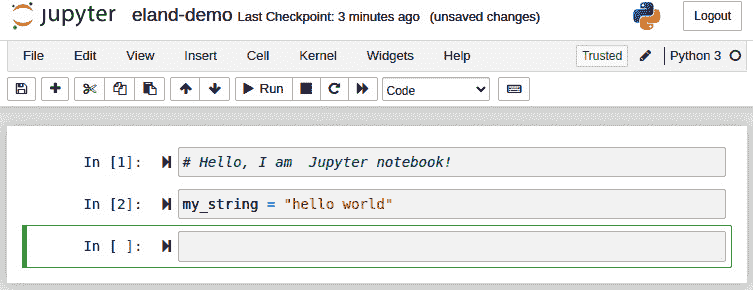 jupyter eland-demo Last Checkpoint: 3 minutes ago (unsaved changes) Logout
File Edit View Insert Cell Kernel Widgets Help Trusted Python 3
Run Code
In [1]: # Hello, I am  Jupyter notebook!
In [2]: my_string = "hello world"
In [ ]: